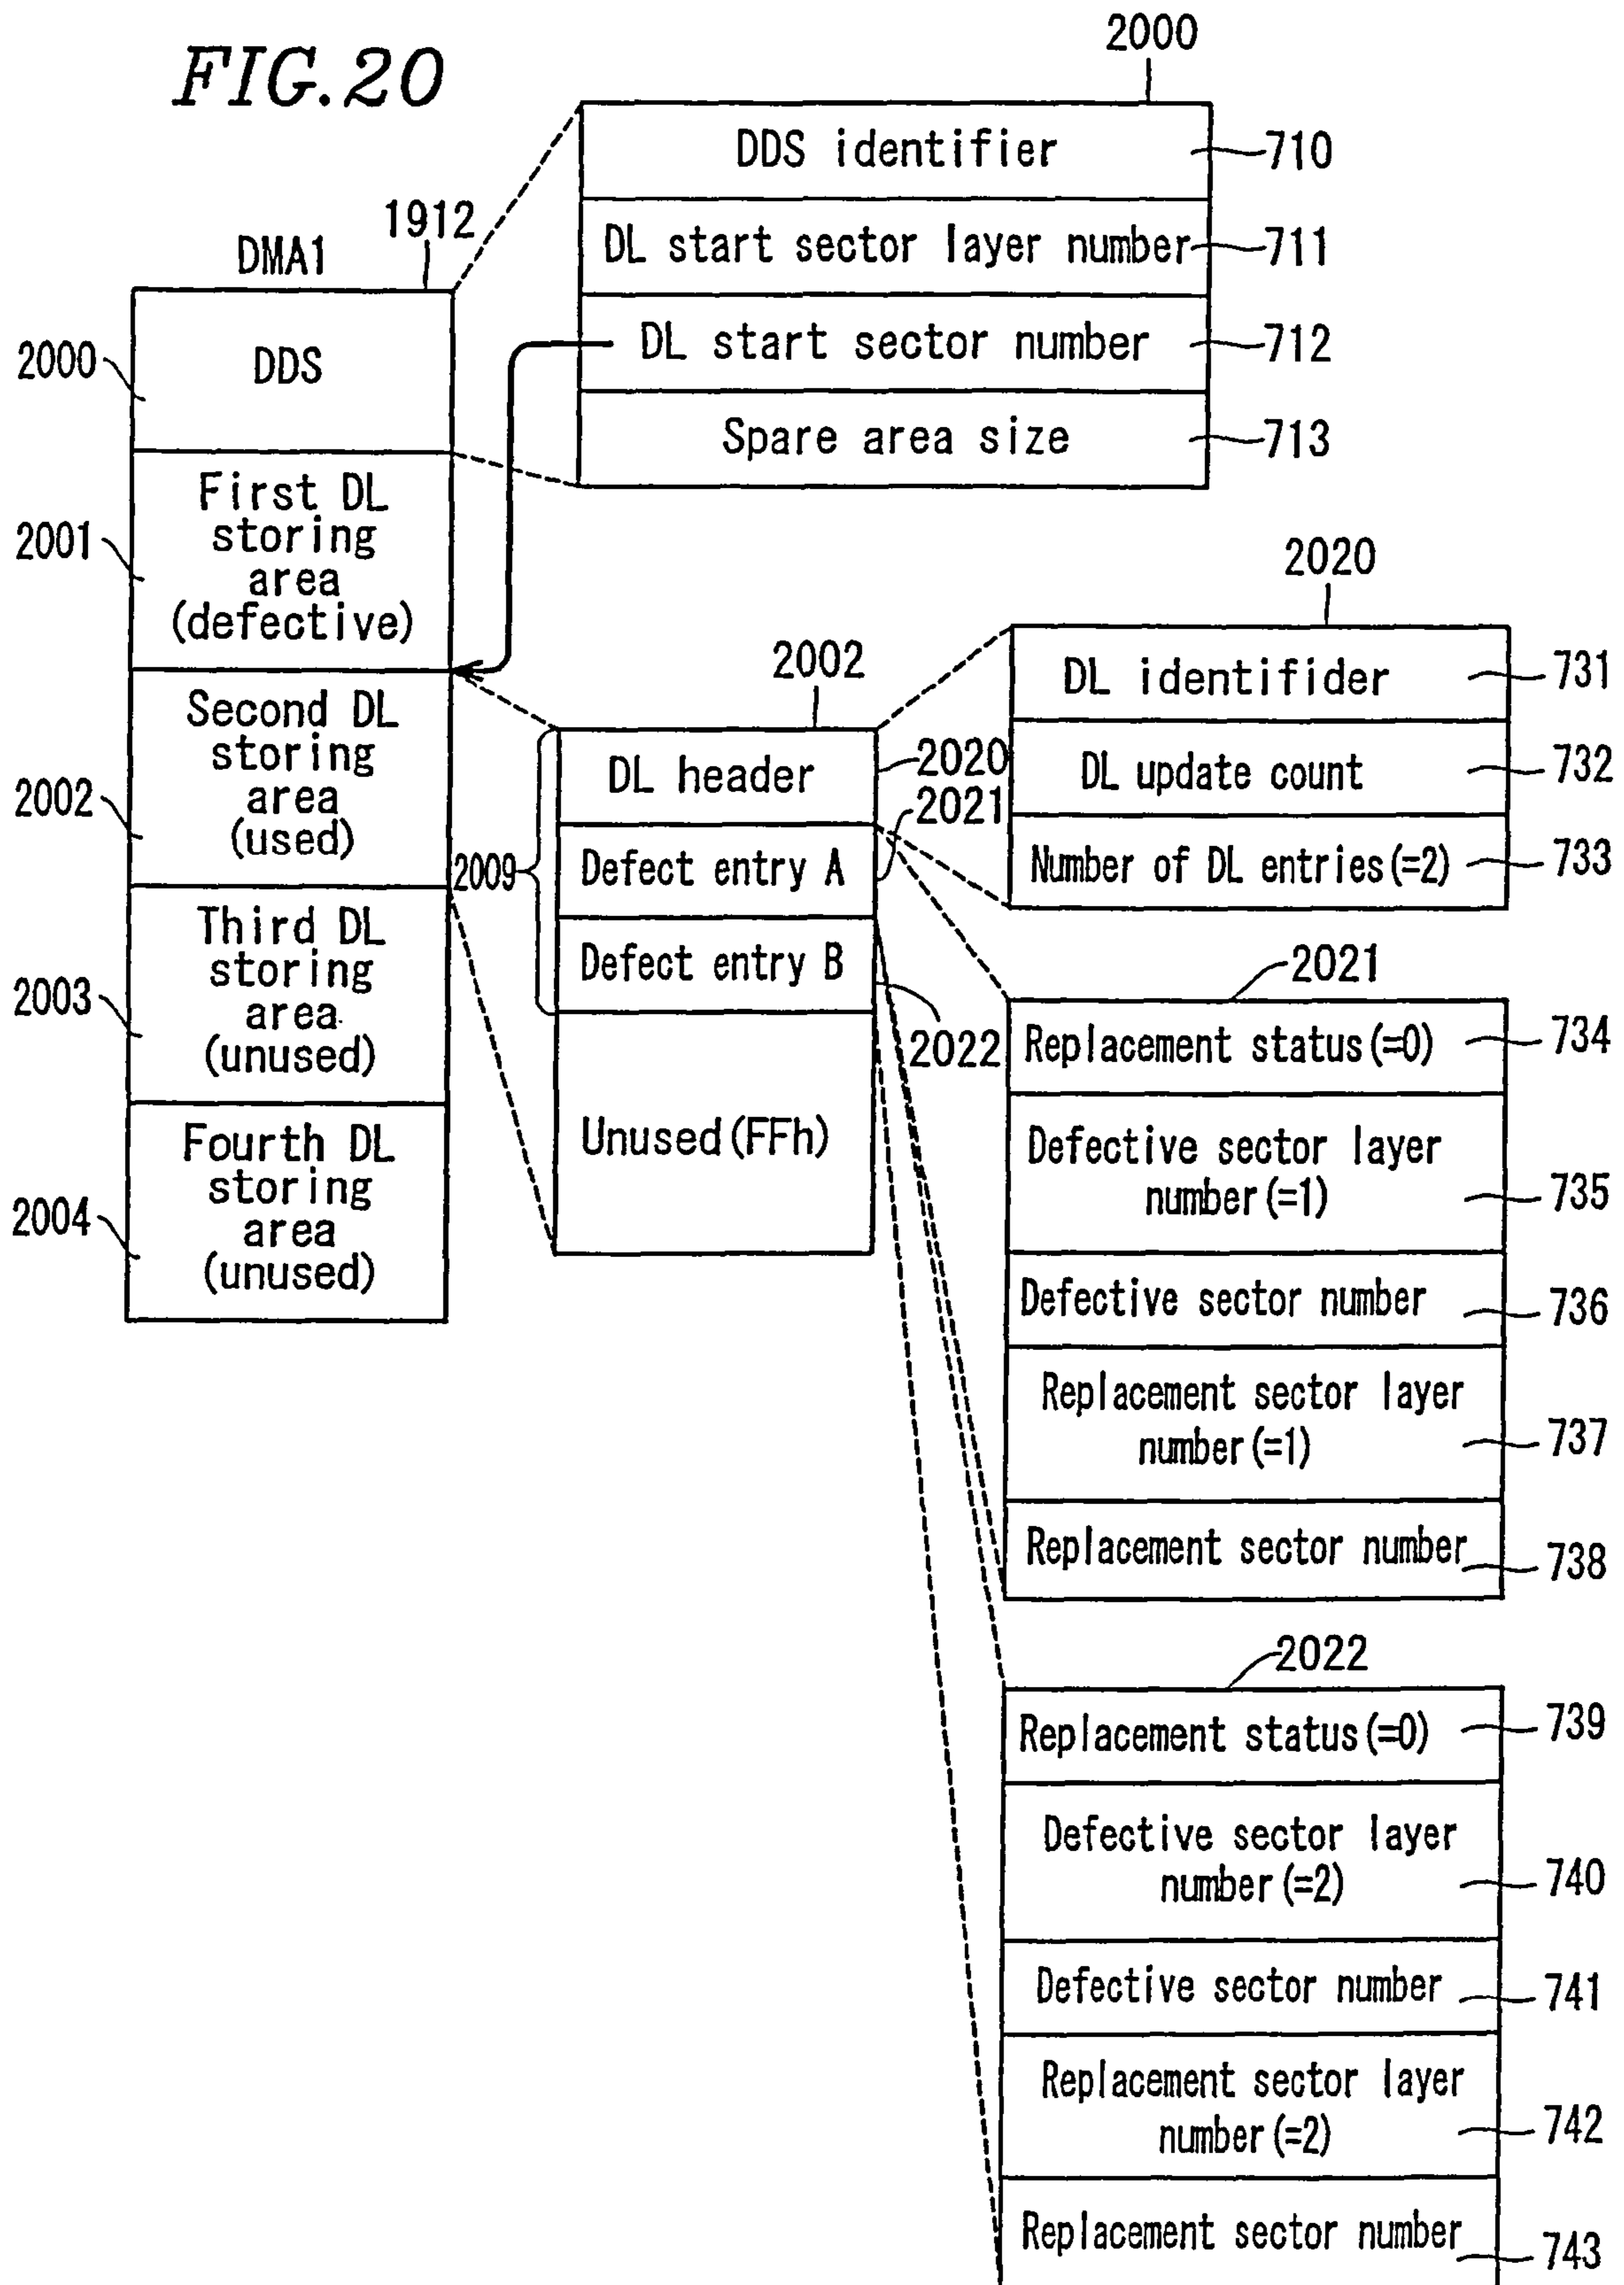 FIG.20
2000
DDS identifier
710
DL start sector layer number
711
DL start sector number
712
Spare area size
713
1912
DMA1
2000
DDS
2001
First DL
storing
area
(defective)
2002
Second DL
storing
area
(used)
2003
Third DL
storing
area
(unused)
2004
Fourth DL
storing
area
(unused)
2002
2009
DL header
2020
Defect entry A
2021
Defect entry B
2022
Unused(FFh)
2020
DL identifider
731
DL update count
732
Number of DL entries(=2)
733
2021
Replacement status(=0)
734
Defective sector layer
number(=1)
735
Defective sector number
736
Replacement sector layer
number(=1)
737
Replacement sector number
738
2022
Replacement status(=0)
739
Defective sector layer
number(=2)
740
Defective sector number
741
Replacement sector layer
number(=2)
742
Replacement sector number
743